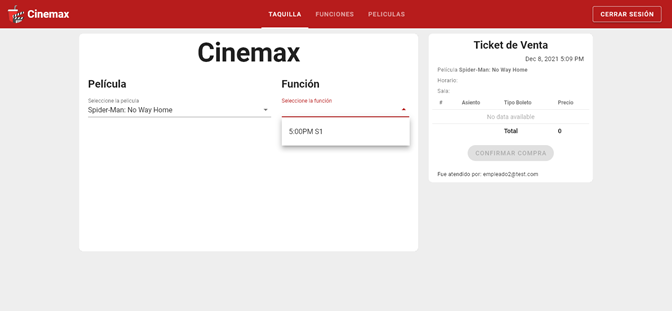 Cinemax
TAQUILLA FUNCIONES PELICULAS
CERRAR SESIÓN
Cinemax
Película
Seleccione la película
Spider-Man: No Way Home
Función
Seleccione la función
5:00PM S1
Ticket de Venta
Dec 8, 2021 5:09 PM
Película Spider-Man: No Way Home
Horario:
Sala:
# Asiento Tipo Boleto Precio
No data available
Total 0
CONFIRMAR COMPRA
Fue atendido por: empleado2@test.com